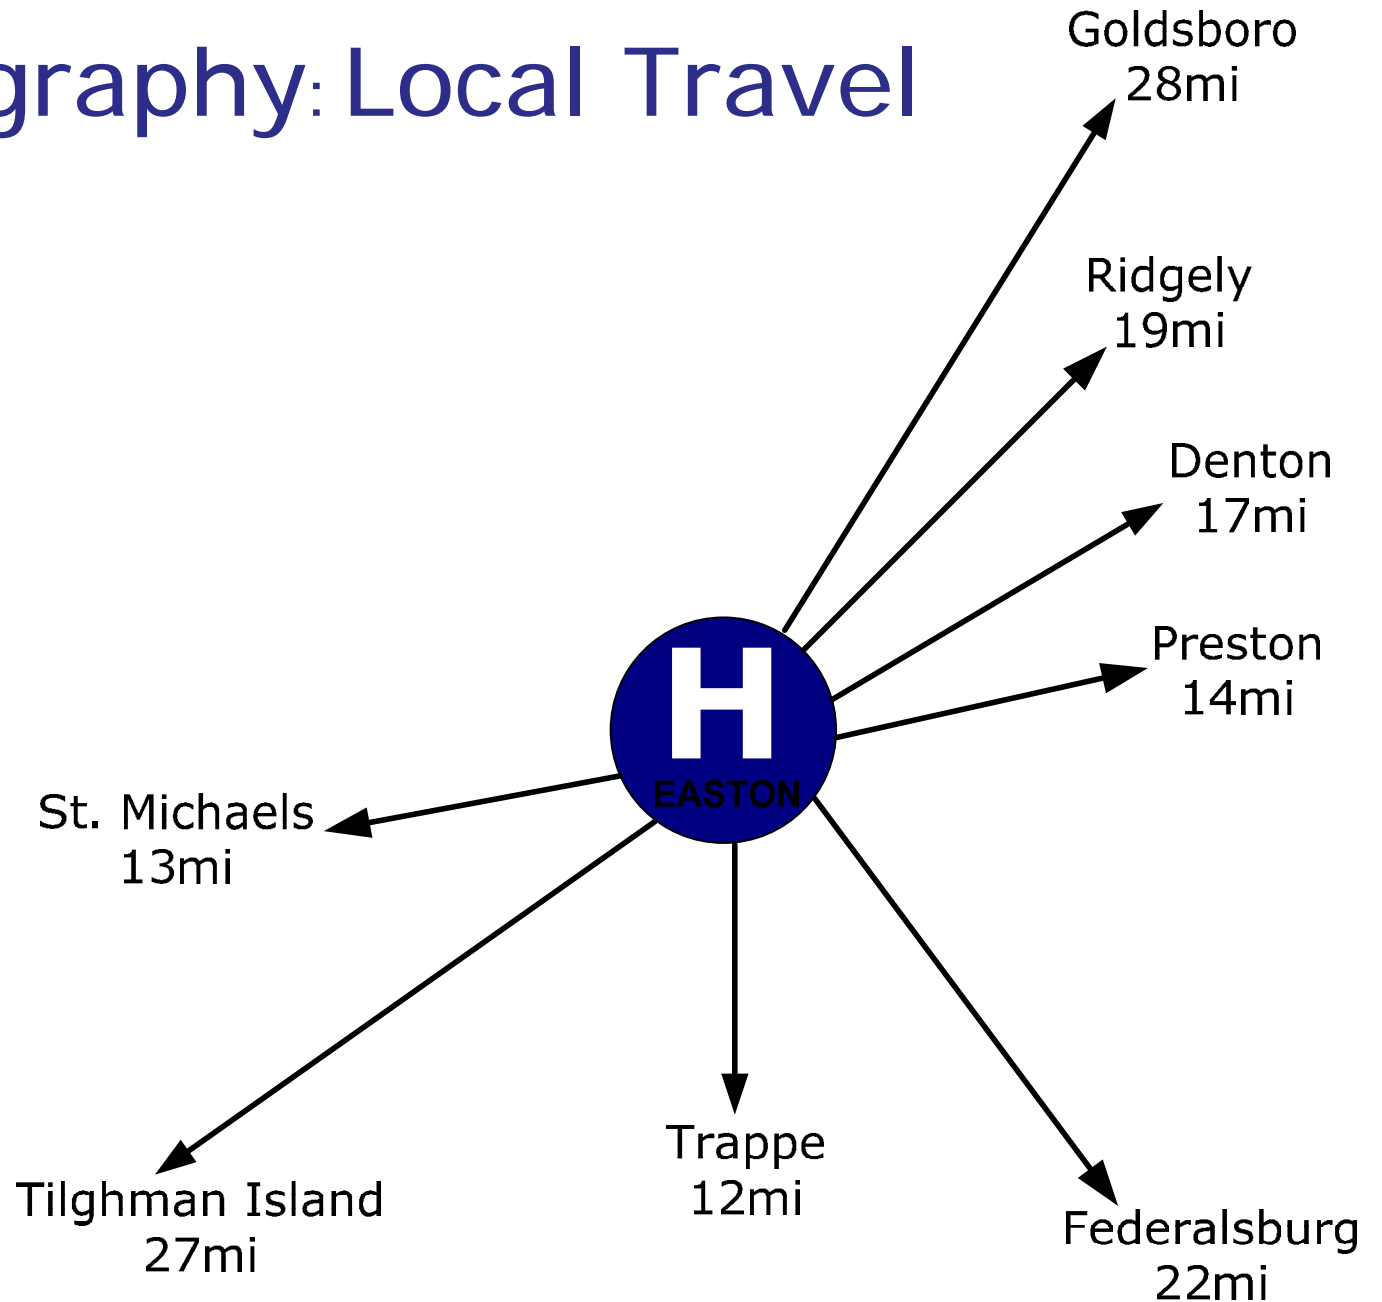 Goldsboro
28mi
graphy: Local Travel
Ridgely
19mi
Denton
17mi
Preston
14mi
H
EASTON
St. Michaels
13mi
Trappe
12mi
Tilghman Island
27mi
Federalsburg
22mi